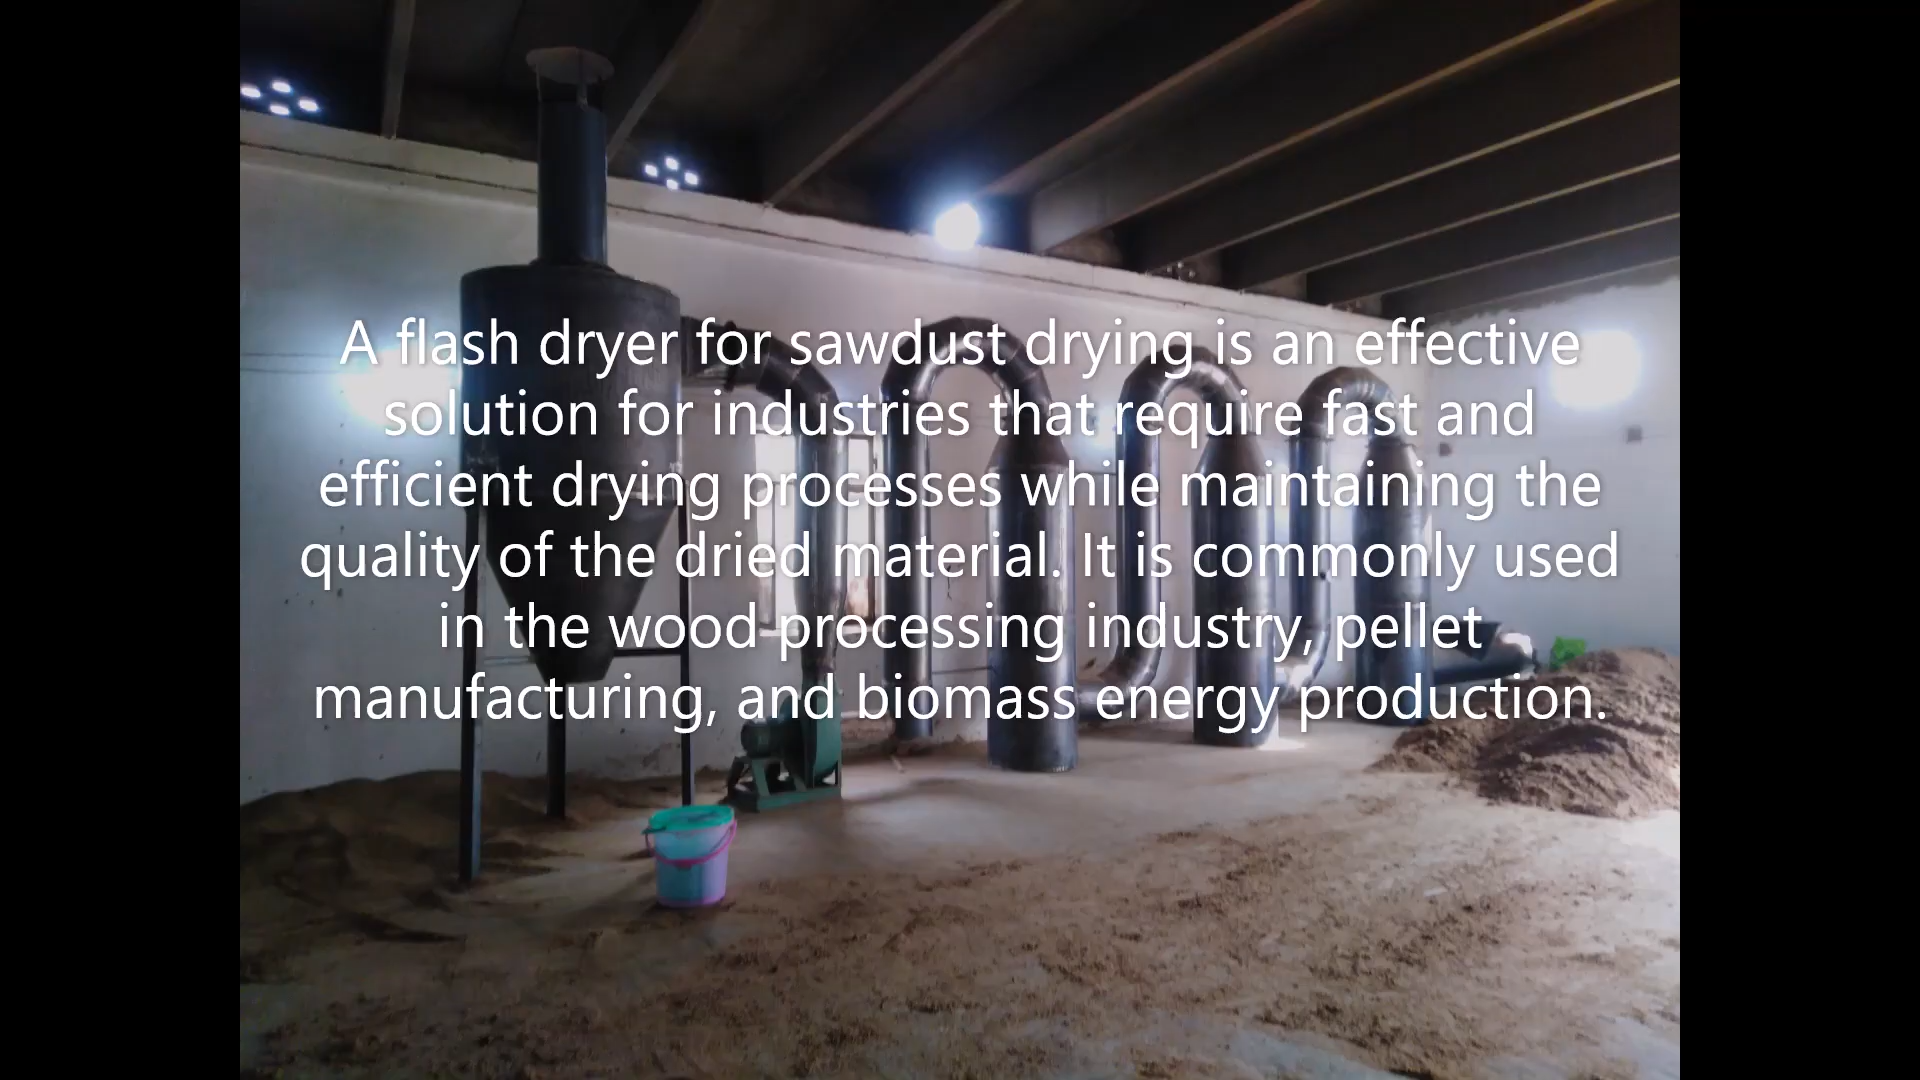 A flash dryer for sawdust drying is an effective
solution for industries that require fast and
efficient drying processes while maintaining the
quality of the dried material. It is commonly used
in the wood processing industry, pellet
manufacturing, and biomass energy production.